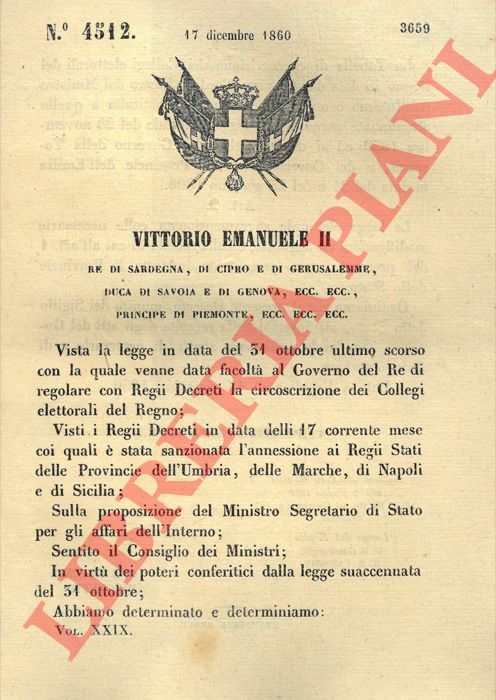 N.º 4512. 17 dicembre 1860 3659
VITTORIO EMANUELE II
RE DI SARDEGNA, DI CIPRO E DI GERUSALEMME,
DUCA DI SAVOIA E DI GENOVA, ECC. ECC.,
PRINCIPE DI PIEMONTE, ECC. ECC. ECC.
Vista la legge in data del 31 ottobre ultimo scorso
con la quale venne data facoltà al Governo del Re di
regolare con Regii Decreti la circoscrizione dei Collegi
elettorali del Regno;
Visti i Regii Decreti in data delli 17 corrente mese
coi quali è stata sanzionata l'annessione ai Regii Stati
delle Provincie dell'Umbria, delle Marche, di Napoli
e di Sicilia;
Sulla proposizione del Ministro Segretario di Stato
per gli affari dell'Interno;
Sentito il Consiglio dei Ministri;
In virtù dei poteri conferitici dalla legge suaccennata
del 31 ottobre;
Abbiamo determinato e determiniamo:
VOL. XXIX.
LIBRERIA PIANI